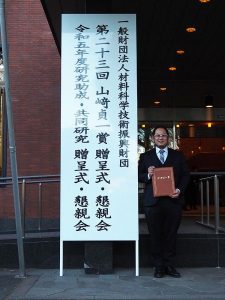 一般財団法人材料科学技術振興財団
第二十三回 山﨑貞一賞 贈呈式・懇親会
令和五年度研究助成・共同研究 贈呈式・懇親会